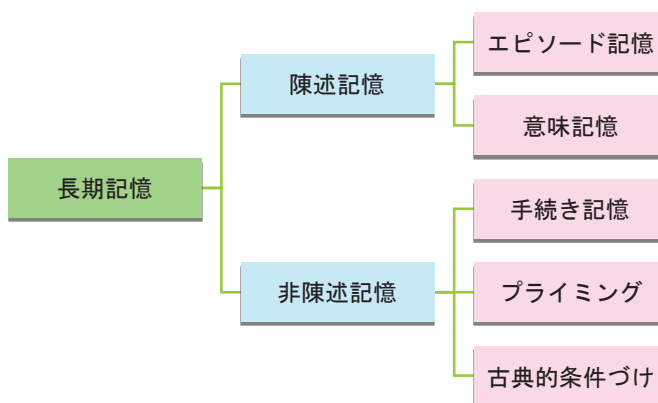 長期記憶
陳述記憶
エピソード記憶
意味記憶
非陳述記憶
手続き記憶
プライミング
古典的条件づけ